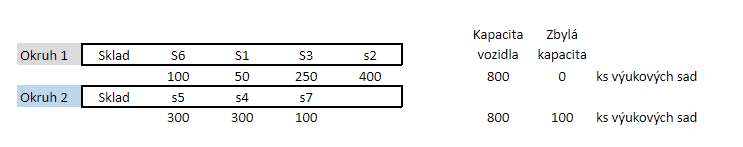 Kapacita vozidla Zbylá kapacita
Okruh 1 Sklad S6 S1 S3 s2
100 50 250 400 800 0 ks výukových sad
Okruh 2 Sklad s5 s4 s7
300 300 100 800 100 ks výukových sad